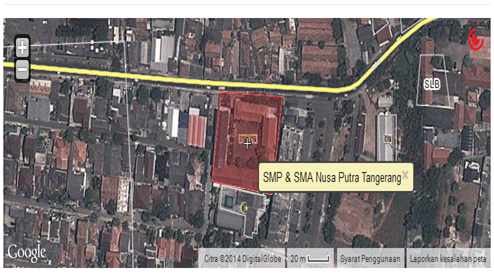 +
−
SLB
SMP & SMA Nusa Putra Tangerang ×
Google
Citra ©2014 DigitalGlobe 20 m Syarat Penggunaan Laporkan kesalahan peta